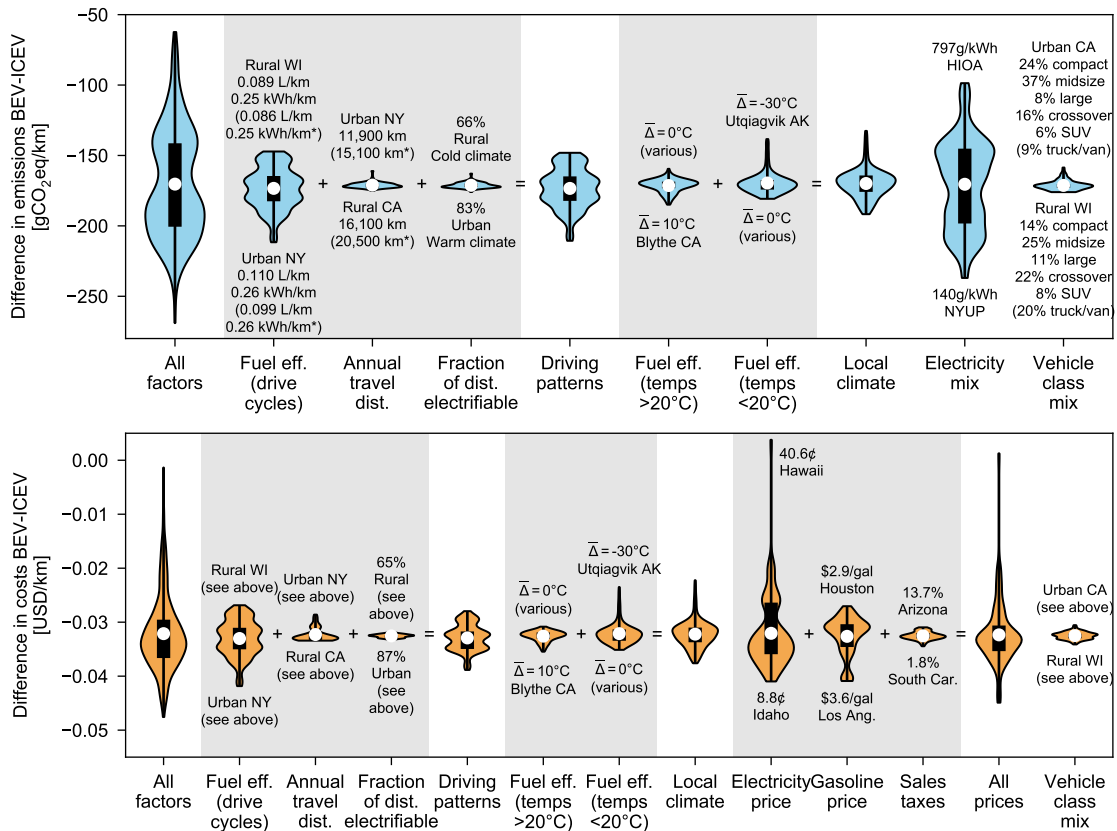 Difference in emissions BEV-ICEV
[gCO2eq/km]
−50
−100
−150
−200
−250
Rural WI
0.089 L/km
0.25 kWh/km
(0.086 L/km
0.25 kWh/km*)
Urban NY
0.110 L/km
0.26 kWh/km
(0.099 L/km
0.26 kWh/km*)
+
Urban NY
11,900 km
(15,100 km*)
Rural CA
16,100 km
(20,500 km*)
+
66%
Rural
Cold climate
83%
Urban
Warm climate
=
Δ = 0°C
(various)
Δ = 10°C
Blythe CA
+
Δ = -30°C
Utqiagvik AK
Δ = 0°C
(various)
=
797g/kWh
HIOA
140g/kWh
NYUP
Urban CA
24% compact
37% midsize
8% large
16% crossover
6% SUV
(9% truck/van)
Rural WI
14% compact
25% midsize
11% large
22% crossover
8% SUV
(20% truck/van)
All
factors
Fuel eff.
(drive
cycles)
Annual
travel
dist.
Fraction
of dist.
electrifiable
Driving
patterns
Fuel eff.
(temps
>20°C)
Fuel eff.
(temps
<20°C)
Local
climate
Electricity
mix
Vehicle
class
mix
Difference in costs BEV-ICEV
[USD/km]
0.00
−0.01
−0.02
−0.03
−0.04
−0.05
Rural WI
(see above)
Urban NY
(see above)
+
Urban NY
(see above)
Rural CA
(see above)
+
65%
Rural
(see
above)
87%
Urban
(see
above)
=
Δ = 0°C
(various)
Δ = 10°C
Blythe CA
+
Δ = -30°C
Utqiagvik AK
Δ = 0°C
(various)
=
40.6¢
Hawaii
8.8¢
Idaho
+
$2.9/gal
Houston
$3.6/gal
Los Ang.
+
13.7%
Arizona
1.8%
South Car.
=
Urban CA
(see above)
Rural WI
(see above)
All
factors
Fuel eff.
(drive
cycles)
Annual
travel
dist.
Fraction
of dist.
electrifiable
Driving
patterns
Fuel eff.
(temps
>20°C)
Fuel eff.
(temps
<20°C)
Local
climate
Electricity
price
Gasoline
price
Sales
taxes
All
prices
Vehicle
class
mix